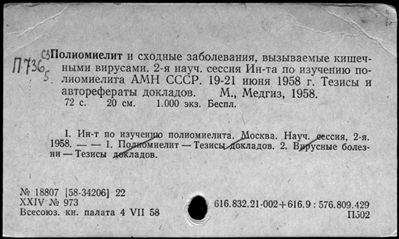 П736 СЗ
5.
Полиомиелит и сходные заболевания, вызываемые кишеч-
ными вирусами. 2-я науч. сессия Ин-та по изучению по-
лиомиелита АМН СССР. 19-21 июня 1958 г. Тезисы и
авторефераты докладов. М., Медгиз, 1958.
72 с. 20 см. 1.000 экз. Беспл.
I. Ин-т по изучению полиомиелита. Москва. Науч. сессия, 2-я.
1958. — — 1. Полиомиелит — Тезисы докладов. 2. Вирусные болез-
ни — Тезисы докладов.
№ 18807 [58-34206] 22
XXIV № 973
Всесоюз. кн. палата 4 VII 58
616.832.21-002+616.9 : 576.809.429
П502